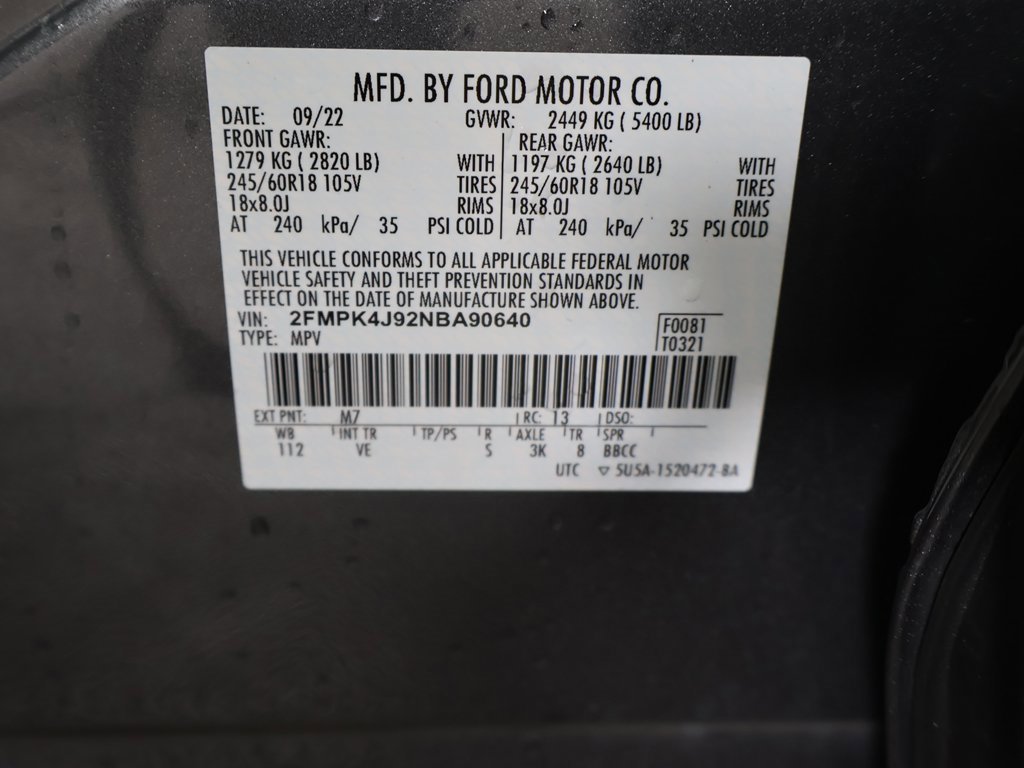 MFD. BY FORD MOTOR CO.
DATE: 09/22 GVWR: 2449 KG ( 5400 LB)
FRONT GAWR: REAR GAWR:
1279 KG ( 2820 LB) WITH 1197 KG ( 2640 LB) WITH
245/60R18 105V TIRES 245/60R18 105V TIRES
18x8.0J RIMS 18x8.0J RIMS
AT 240 kPa/ 35 PSI COLD AT 240 kPa/ 35 PSI COLD
THIS VEHICLE CONFORMS TO ALL APPLICABLE FEDERAL MOTOR
VEHICLE SAFETY AND THEFT PREVENTION STANDARDS IN
EFFECT ON THE DATE OF MANUFACTURE SHOWN ABOVE.
VIN: 2FMPK4J92NBA90640 F0081
TYPE: MPV T0321
EXT PNT: M7 RC: 13 DSO:
WB INT TR TP/PS R AXLE TR SPR
112 VE S 3K 8 BBCC
UTC ▽ 5U5A-1520472-BA